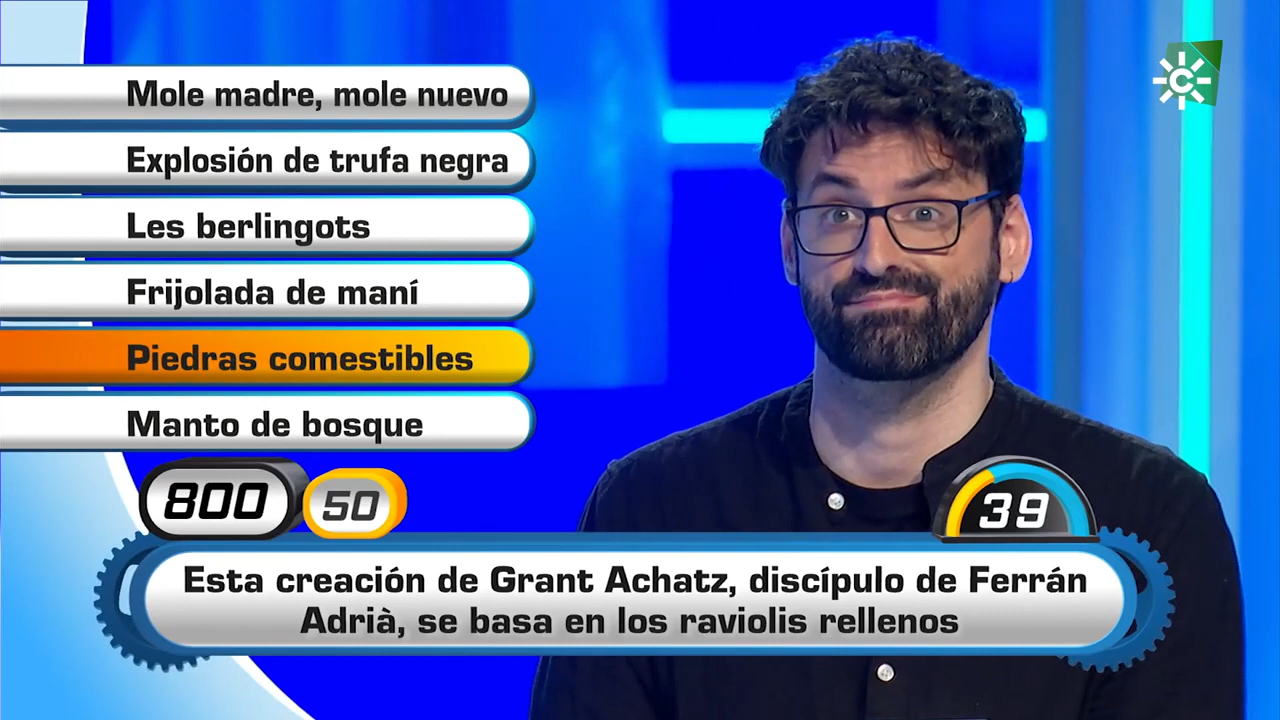 Mole madre, mole nuevo
Explosión de trufa negra
Les berlingots
Frijolada de maní
Piedras comestibles
Manto de bosque
800
50
39
Esta creación de Grant Achatz, discípulo de Ferrán
Adrià, se basa en los raviolis rellenos